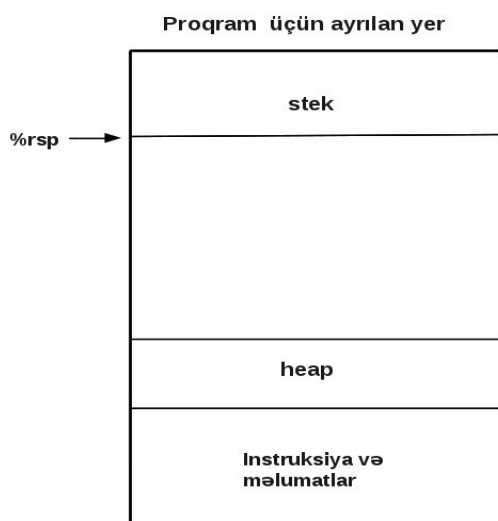 Proqram üçün ayrılan yer
stek
%rsp
heap
Instruksiya və
məlumatlar